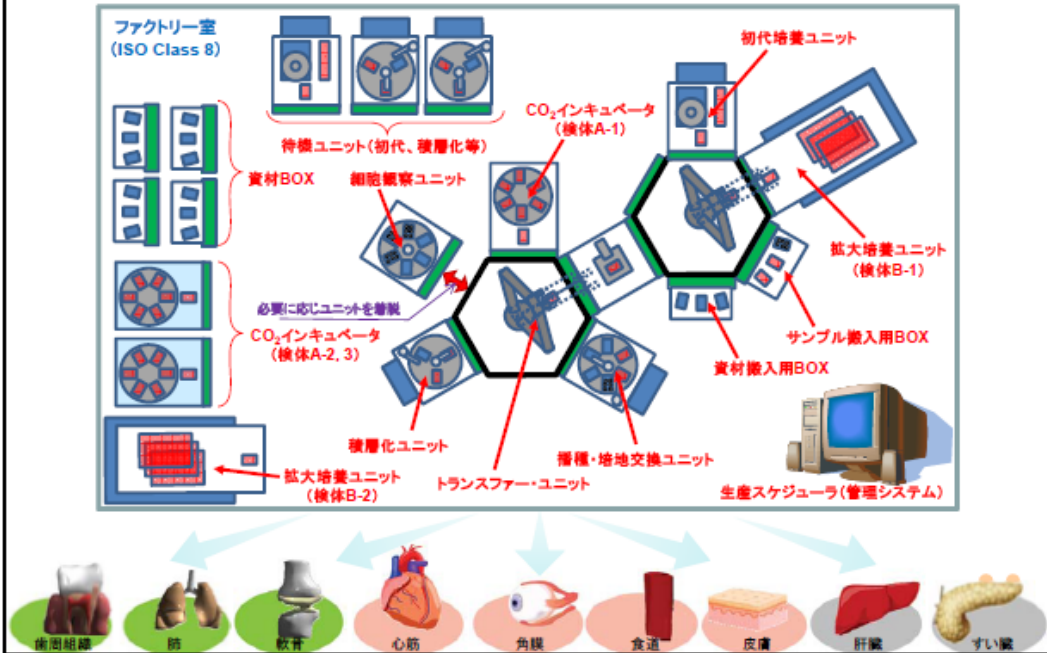 ファクトリー室
(ISO Class 8)
初代培養ユニット
CO₂インキュベータ
(検体A-1)
待機ユニット(初代、積層化等)
資材BOX
細胞観察ユニット
拡大培養ユニット
(検体B-1)
必要に応じユニットを着脱
CO₂インキュベータ
(検体A-2, 3)
サンプル搬入用BOX
資材搬入用BOX
積層化ユニット
播種・培地交換ユニット
拡大培養ユニット
(検体B-2)
トランスファー・ユニット
生産スケジューラ(管理システム)
歯周組織
肺
軟骨
心筋
角膜
食道
皮膚
肝臓
すい臓